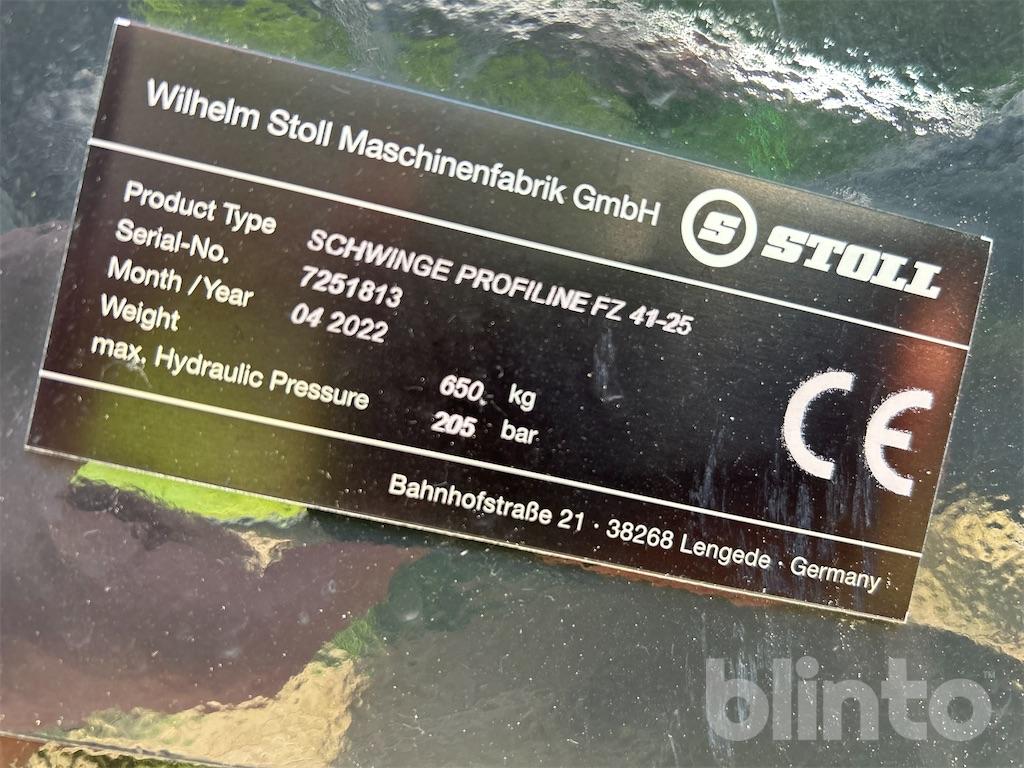 Wilhelm Stoll Maschinenfabrik GmbH S STOLL
Product Type SCHWINGE PROFILINE FZ 41-25
Serial-No. 7251813
Month / Year 04 2022
Weight 650, kg
max. Hydraulic Pressure 205 bar
CE
Bahnhofstraße 21 · 38268 Lengede · Germany
blinto™